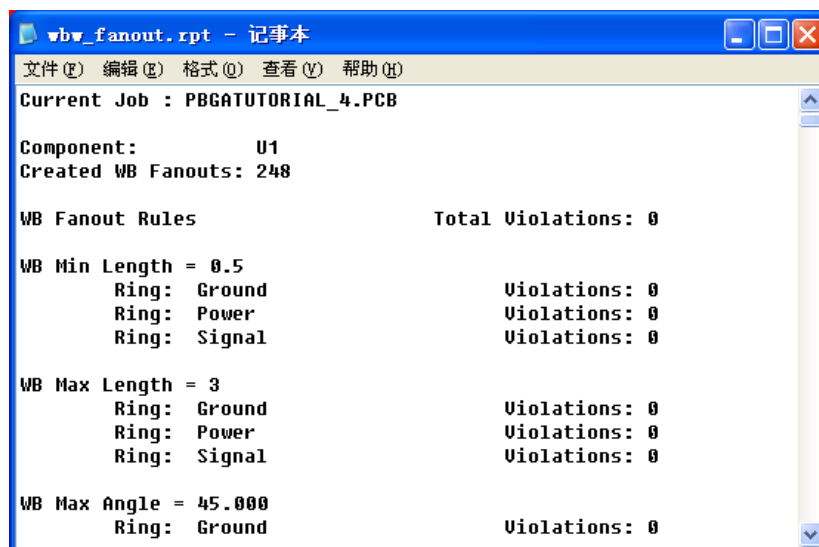 wbw_fanout.rpt - 记事本
文件(F) 编辑(E) 格式(O) 查看(V) 帮助(H)
Current Job : PBGATUTORIAL_4.PCB
Component: U1
Created WB Fanouts: 248
WB Fanout Rules Total Violations: 0
WB Min Length = 0.5
Ring: Ground Violations: 0
Ring: Power Violations: 0
Ring: Signal Violations: 0
WB Max Length = 3
Ring: Ground Violations: 0
Ring: Power Violations: 0
Ring: Signal Violations: 0
WB Max Angle = 45.000
Ring: Ground Violations: 0